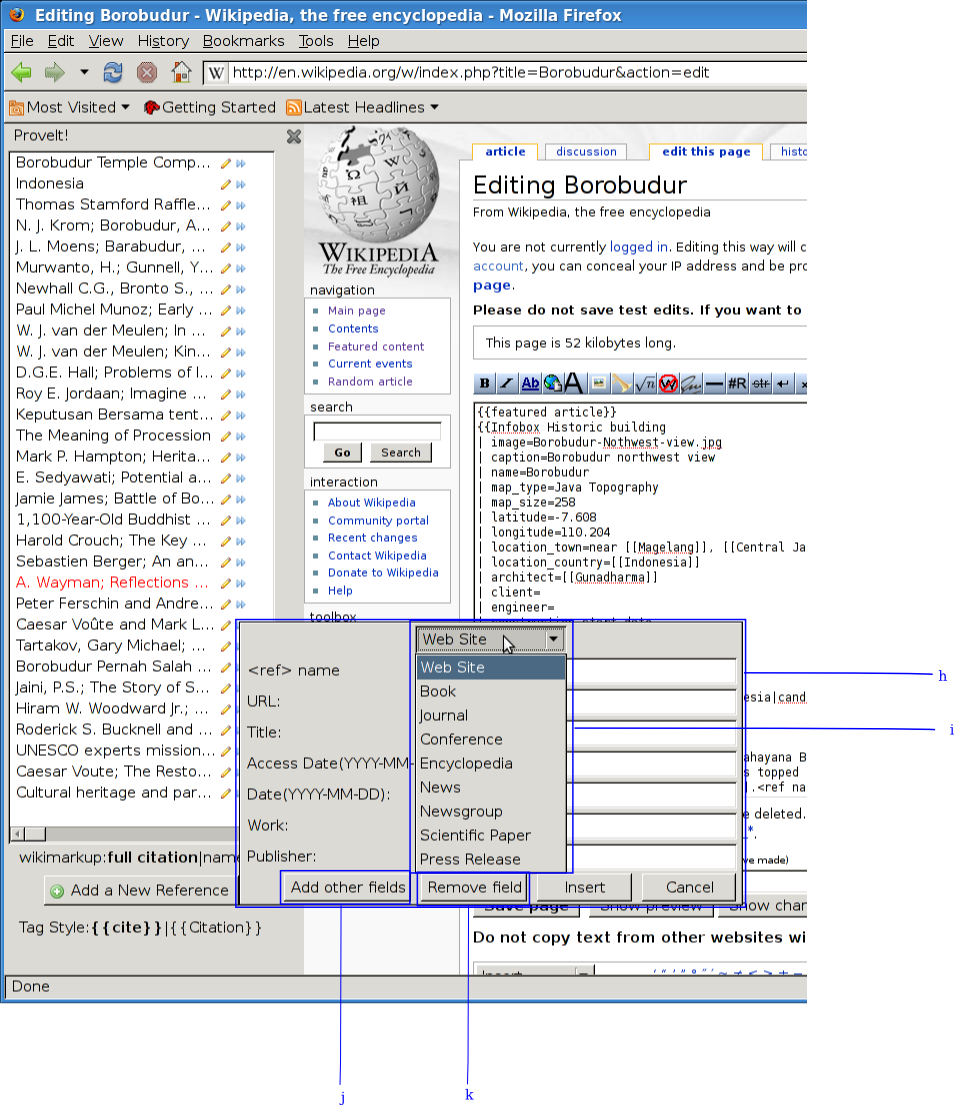 Editing Borobudur - Wikipedia, the free encyclopedia - Mozilla Firefox
File Edit View History Bookmarks Tools Help
W http://en.wikipedia.org/w/index.php?title=Borobudur&action=edit
Most Visited Getting Started Latest Headlines
ProveIt!
Borobudur Temple Comp...
Indonesia
Thomas Stamford Raffle...
N. J. Krom; Borobudur, A...
J. L. Moens; Barabudur, ...
Murwanto, H.; Gunnell, Y...
Newhall C.G., Bronto S., ...
Paul Michel Munoz; Early ...
W. J. van der Meulen; In ...
W. J. van der Meulen; Kin...
D.G.E. Hall; Problems of I...
Roy E. Jordaan; Imagine ...
Keputusan Bersama tent...
The Meaning of Procession
Mark P. Hampton; Herita...
E. Sedyawati; Potential a...
Jamie James; Battle of Bo...
1,100-Year-Old Buddhist ...
Harold Crouch; The Key ...
Sebastien Berger; An an...
A. Wayman; Reflections ...
Peter Ferschin and Andre...
Caesar Voûte and Mark L...
Tartakov, Gary Michael; ...
Borobudur Pernah Salah ...
Jaini, P.S.; The Story of S...
Hiram W. Woodward Jr.; ...
Roderick S. Bucknell and ...
UNESCO experts mission...
Caesar Voute; The Resto...
Cultural heritage and par...
wikimarkup:full citation|name
Add a New Reference
Tag Style:{{cite}}|{{Citation}}
Done
WIKIPEDIA
The Free Encyclopedia
navigation
Main page
Contents
Featured content
Current events
Random article
search
Go Search
interaction
About Wikipedia
Community portal
Recent changes
Contact Wikipedia
Donate to Wikipedia
Help
toolbox
article discussion edit this page histo
Editing Borobudur
From Wikipedia, the free encyclopedia
You are not currently logged in. Editing this way will c
account, you can conceal your IP address and be pro
page.
Please do not save test edits. If you want to
This page is 52 kilobytes long.
B Ab A √n W #R str
{{featured article}}
{{Infobox Historic building
| image=Borobudur-Nothwest-view.jpg
| caption=Borobudur northwest view
| name=Borobudur
| map_type=Java Topography
| map_size=258
| latitude=-7.608
| longitude=110.204
| location_town=near [[Magelang]], [[Central Ja
| location_country=[[Indonesia]]
| architect=[[Gunadharma]]
| client=
| engineer=
| construction start date
esia|cand
ahayana B
s topped
.<ref na
e deleted.
ve made)
Save page Show preview Show char
Do not copy text from other websites wi
Insert
Web Site
<ref> name
URL:
Title:
Access Date(YYYY-MM-
Date(YYYY-MM-DD):
Work:
Publisher:
Web Site
Book
Journal
Conference
Encyclopedia
News
Newsgroup
Scientific Paper
Press Release
Add other fields Remove field Insert Cancel
h
i
j
k